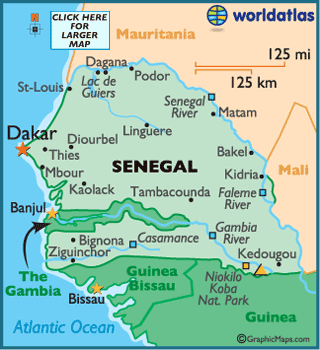 CLICK HERE
FOR
LARGER
MAP
worldatlas
Mauritania
125 mi
125 km
Dagana
Podor
Lac de
Guiers
St-Louis
Senegal
River
Matam
Linguere
Dakar
Diourbel
Thies
Bakel
SENEGAL
Mali
Mbour
Kidria
Kaolack
Tambacounda
Faleme
River
Banjul
Gambia
River
Bignona
Casamance
Ziguinchor
Kedougou
The
Gambia
Guinea
Bissau
Niokilo
Koba
Nat. Park
Bissau
Guinea
Atlantic Ocean
©GraphicMaps.com